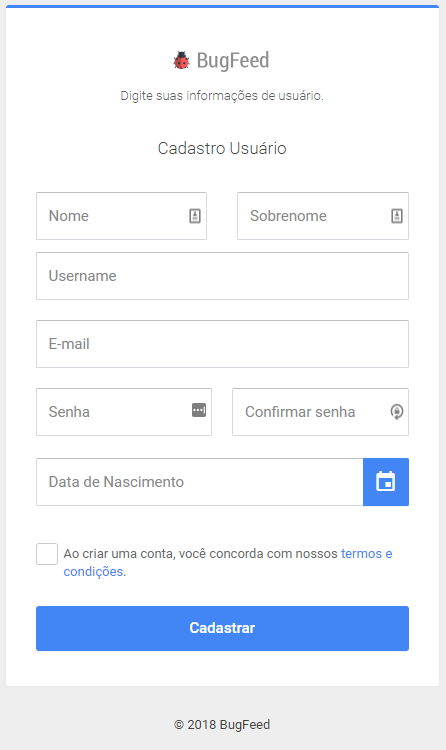 BugFeed
Digite suas informações de usuário.
Cadastro Usuário
Nome
Sobrenome
Username
E-mail
Senha
Confirmar senha
Data de Nascimento
Ao criar uma conta, você concorda com nossos termos e
condições.
Cadastrar
© 2018 BugFeed